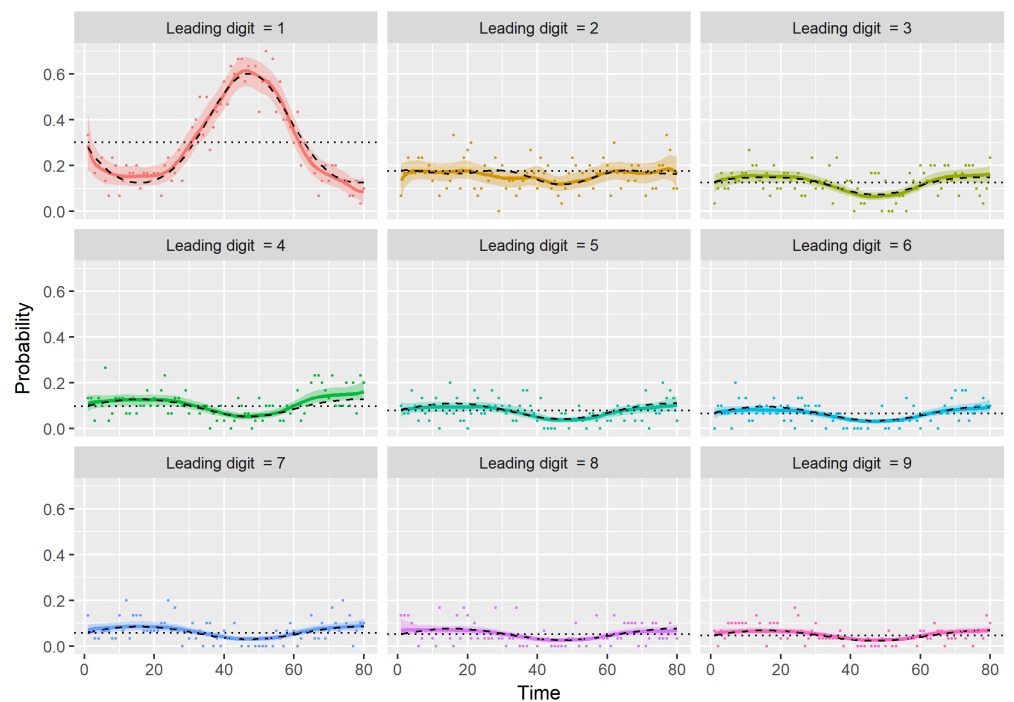 Leading digit = 1
Leading digit = 2
Leading digit = 3
0.6
0.4
0.2
0.0
Leading digit = 4
Leading digit = 5
Leading digit = 6
0.6
0.4
0.2
0.0
Probability
Leading digit = 7
Leading digit = 8
Leading digit = 9
0.6
0.4
0.2
0.0
0 20 40 60 80 0 20 40 60 80 0 20 40 60 80
Time